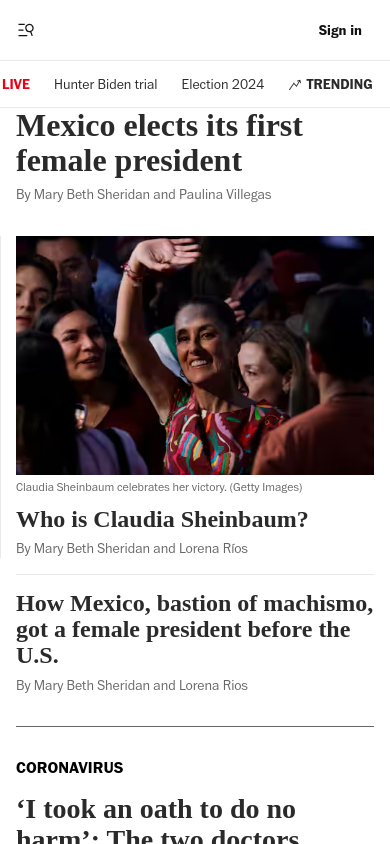 Sign in
LIVE
Hunter Biden trial
Election 2024
TRENDING
Mexico elects its first
female president
By Mary Beth Sheridan and Paulina Villegas
Claudia Sheinbaum celebrates her victory. (Getty Images)
Who is Claudia Sheinbaum?
By Mary Beth Sheridan and Lorena Ríos
How Mexico, bastion of machismo,
got a female president before the
U.S.
By Mary Beth Sheridan and Lorena Rios
CORONAVIRUS
‘I took an oath to do no
harm’: The two doctors